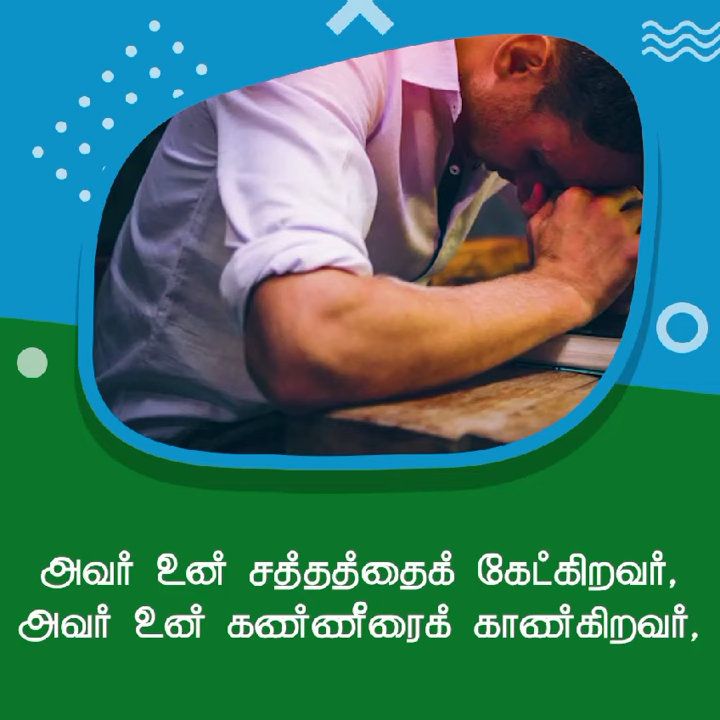 அவர் உன் சத்தத்தைக் கேட்கிறவர்,
அவர் உன் கண்ணீரைக் காண்கிறவர்,